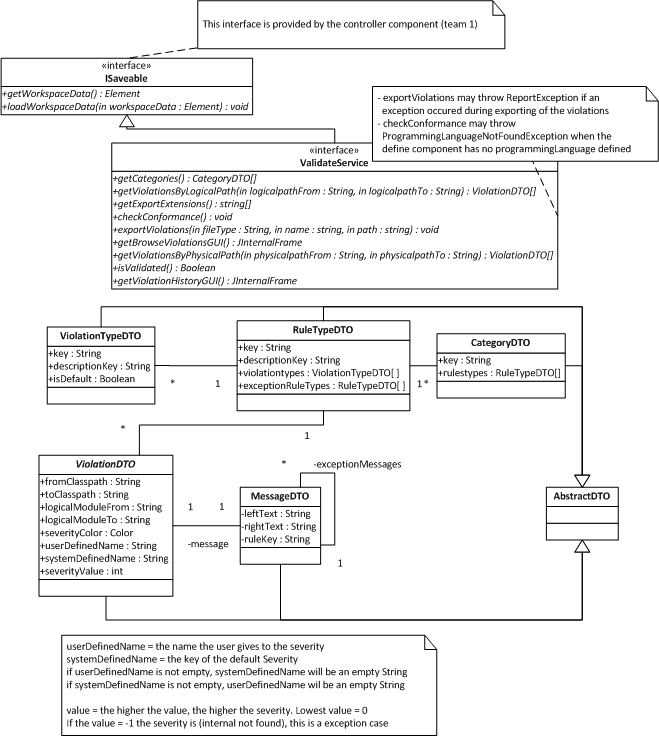 This interface is provided by the controller component (team 1)
«interface»
ISaveable
+getWorkspaceData() : Element
+loadWorkspaceData(in workspaceData : Element) : void
- exportViolations may throw ReportException if an
exception occured during exporting of the violations
- checkConformance may throw
ProgrammingLanguageNotFoundException when the
define component has no programmingLanguage defined
«interface»
ValidateService
+getCategories() : CategoryDTO[]
+getViolationsByLogicalPath(in logicalpathFrom : String, in logicalpathTo : String) : ViolationDTO[]
+getExportExtensions() : string[]
+checkConformance() : void
+exportViolations(in fileType : String, in name : string, in path : string) : void
+getBrowseViolationsGUI() : JInternalFrame
+getViolationsByPhysicalPath(in physicalpathFrom : String, in physicalpathTo : String) : ViolationDTO[]
+isValidated() : Boolean
+getViolationHistoryGUI() : JInternalFrame
ViolationTypeDTO
+key : String
+descriptionKey : String
+isDefault : Boolean
RuleTypeDTO
+key : String
+descriptionKey : String
+violationtypes : ViolationTypeDTO[ ]
+exceptionRuleTypes : RuleTypeDTO[ ]
CategoryDTO
+key : String
+rulestypes : RuleTypeDTO[]
* 1
1 *
*
1
ViolationDTO
+fromClasspath : String
+toClasspath : String
+logicalModuleFrom : String
+logicalModuleTo : String
+severityColor : Color
+userDefinedName : String
+systemDefinedName : String
+severityValue : int
1 1
-message
* -exceptionMessages
MessageDTO
-leftText : String
-rightText : String
-ruleKey : String
1
AbstractDTO
userDefinedName = the name the user gives to the severity
systemDefinedName = the key of the default Severity
if userDefinedName is not empty, systemDefinedName will be an empty String
if systemDefinedName is not empty, userDefinedName wil be an empty String
value = the higher the value, the higher the severity. Lowest value = 0
If the value = -1 the severity is (internal not found), this is a exception case